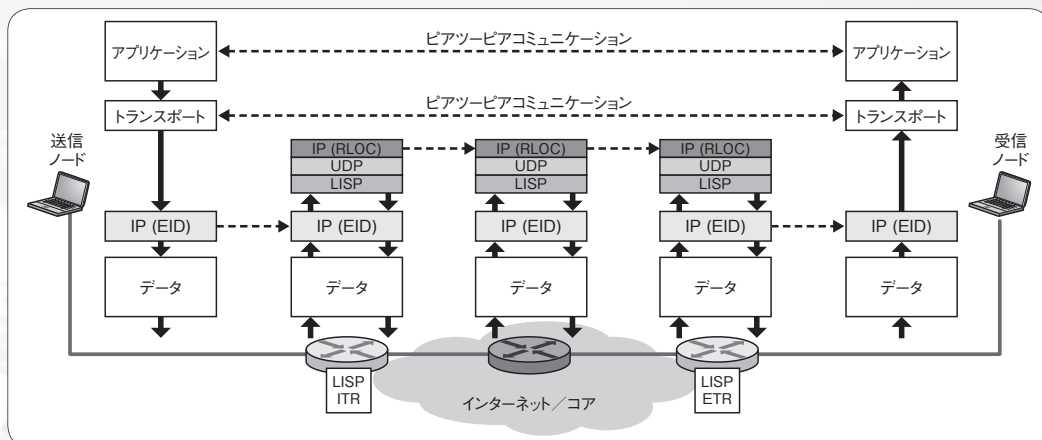 アプリケーション
ピアツーピアコミュニケーション
アプリケーション
トランスポート
ピアツーピアコミュニケーション
トランスポート
送信
ノード
受信
ノード
IP (RLOC)
UDP
LISP
IP (RLOC)
UDP
LISP
IP (RLOC)
UDP
LISP
IP (EID)
IP (EID)
IP (EID)
IP (EID)
IP (EID)
データ
データ
データ
データ
データ
LISP
ITR
インターネット／コア
LISP
ETR